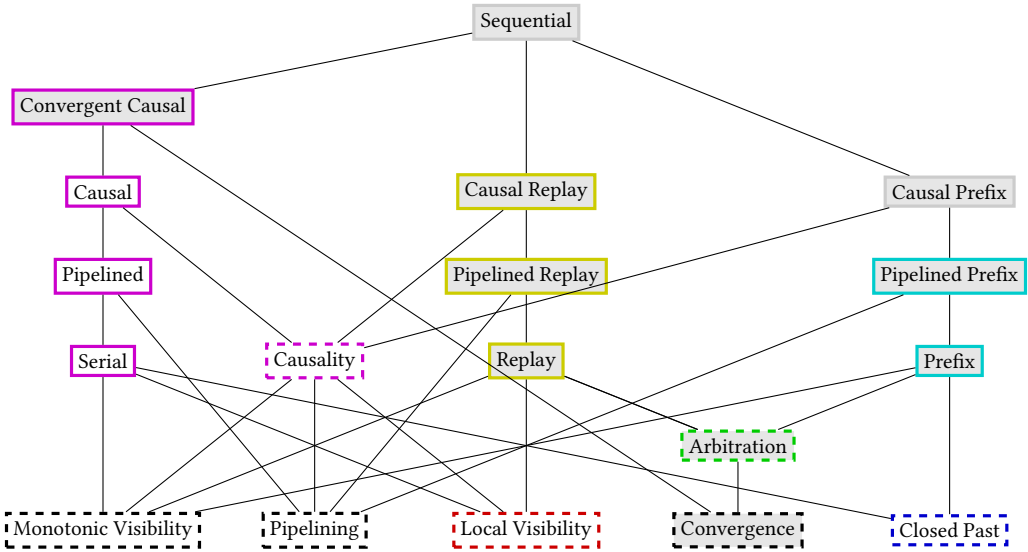 Sequential
Convergent Causal
Causal
Causal Replay
Causal Prefix
Pipelined
Pipelined Replay
Pipelined Prefix
Serial
Causality
Replay
Prefix
Arbitration
Monotonic Visibility
Pipelining
Local Visibility
Convergence
Closed Past